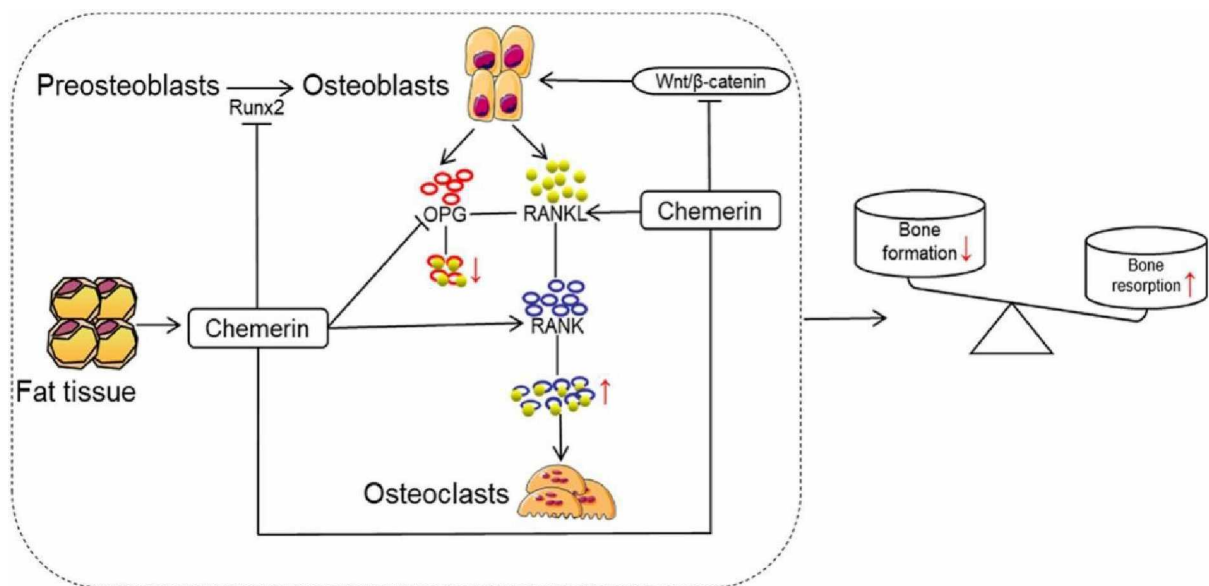 Preosteoblasts
Osteoblasts
Runx2
Wnt/β-catenin
OPG
RANKL
Chemerin
Bone
formation ↓
Bone
resorption ↑
↓
Chemerin
RANK
Fat tissue
↑
Osteoclasts